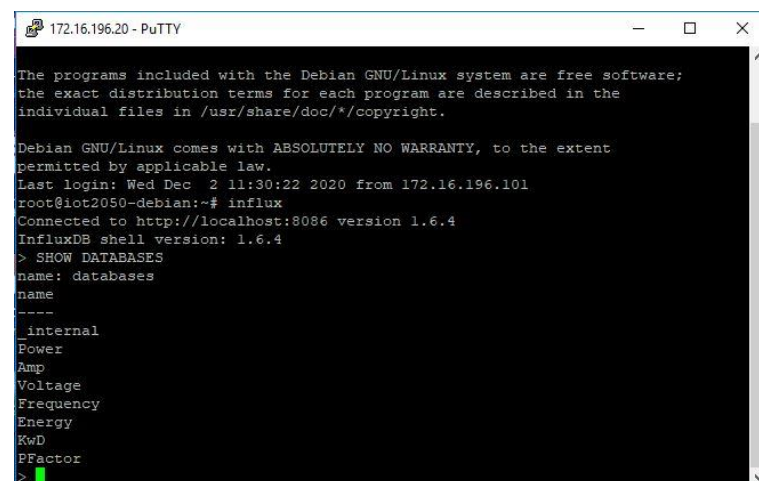 172.16.196.20 - PuTTY
The programs included with the Debian GNU/Linux system are free software;
the exact distribution terms for each program are described in the
individual files in /usr/share/doc/*/copyright.
Debian GNU/Linux comes with ABSOLUTELY NO WARRANTY, to the extent
permitted by applicable law.
Last login: Wed Dec  2 11:30:22 2020 from 172.16.196.101
root@iot2050-debian:~# influx
Connected to http://localhost:8086 version 1.6.4
InfluxDB shell version: 1.6.4
> SHOW DATABASES
name: databases
name
----
_internal
Power
Amp
Voltage
Frequency
Energy
KwD
PFactor
>